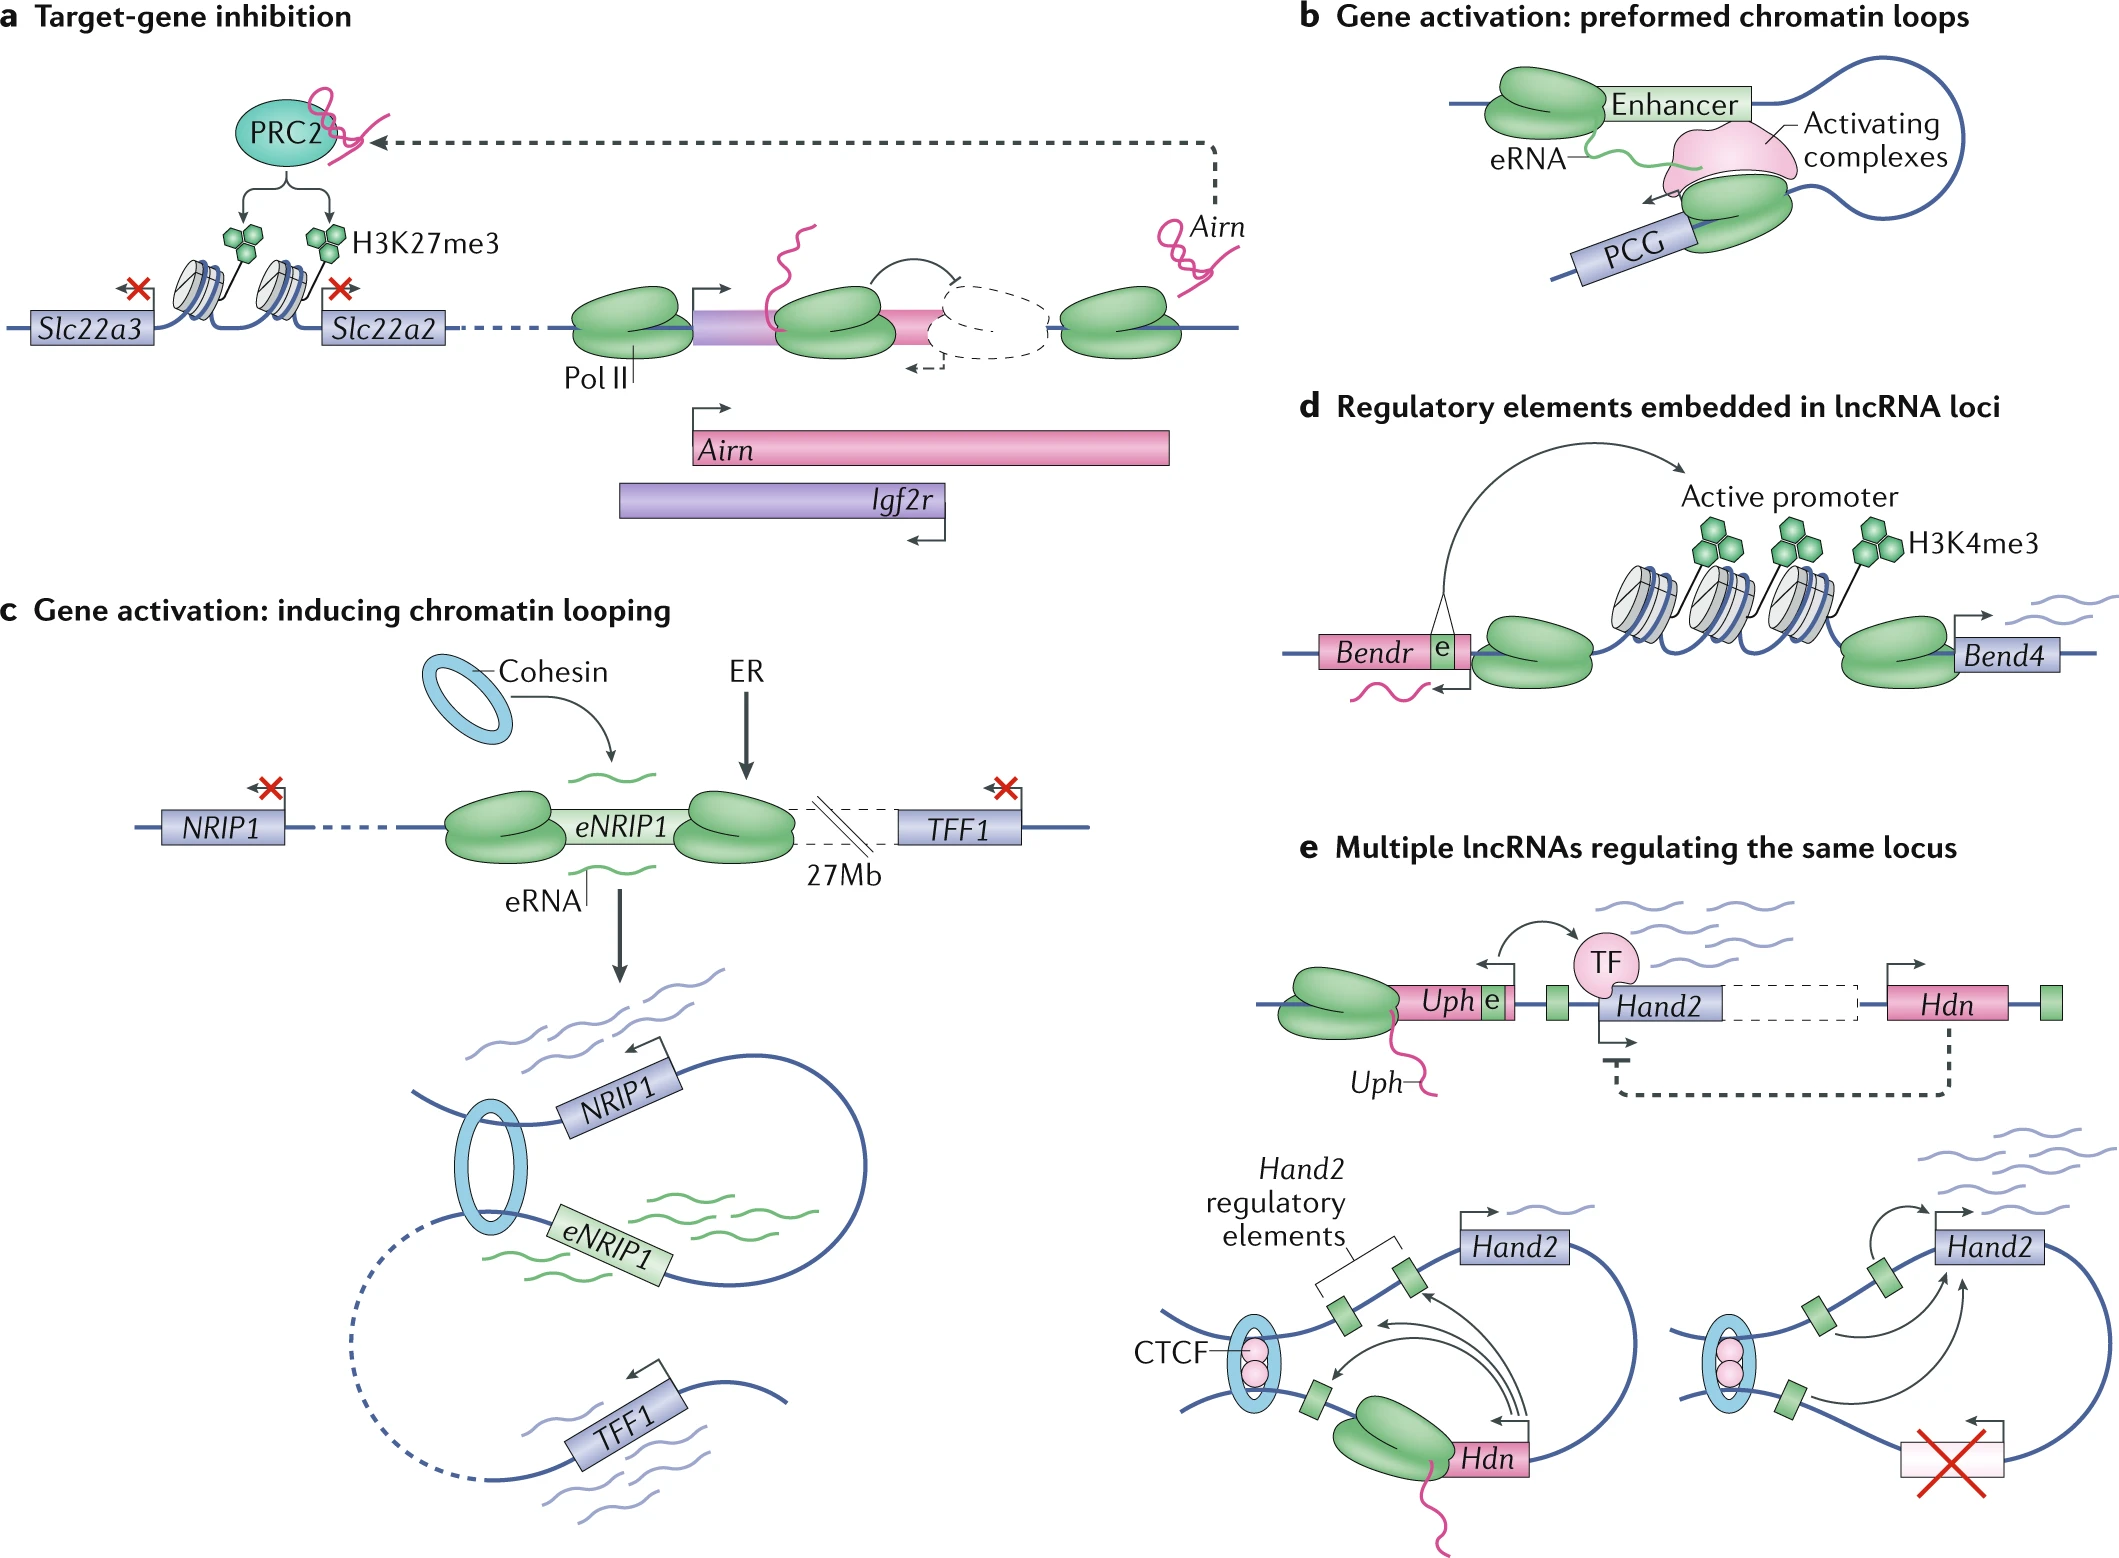 a Target-gene inhibition
PRC2
H3K27me3
Airn
Slc22a3
Slc22a2
Pol II
Airn
Igf2r
b Gene activation: preformed chromatin loops
Enhancer
Activating
complexes
eRNA
PCG
c Gene activation: inducing chromatin looping
Cohesin
ER
NRIP1
eNRIP1
TFF1
27Mb
eRNA
NRIP1
eNRIP1
TFF1
d Regulatory elements embedded in lncRNA loci
Active promoter
H3K4me3
Bendr
e
Bend4
e Multiple lncRNAs regulating the same locus
TF
Uph
e
Hand2
Hdn
Uph
Hand2
regulatory
elements
Hand2
CTCF
Hdn
Hand2